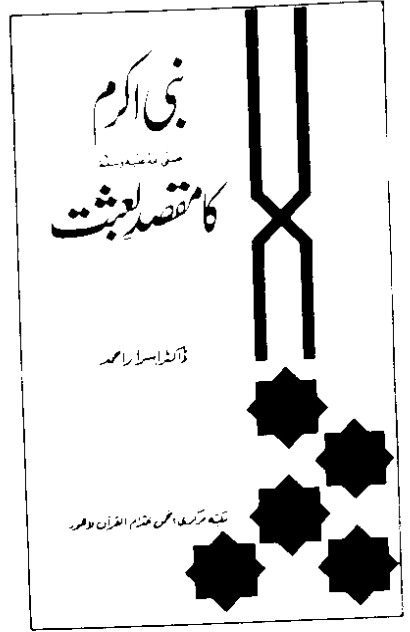 نبی اکرم
صلی اللہ علیہ وسلم
کا مقصدِ بعثت
ڈاکٹر اسرار احمد
مکتبہ مرکزی انجمن خدام القرآن لاہور